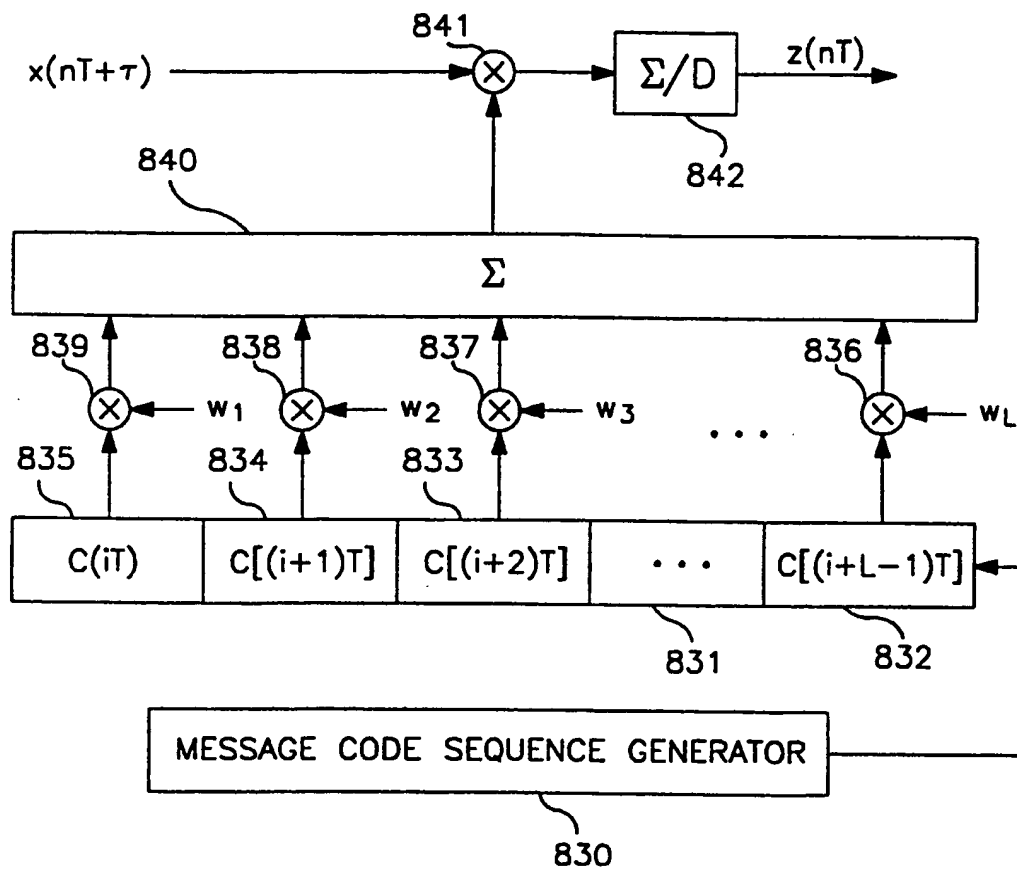 841
x(nT+τ) × Σ/D z(nT)
842
840
Σ
839 838 837 836
× w1 × w2 × w3 ... × wL
835 834 833
C(iT) C[(i+1)T] C[(i+2)T] ... C[(i+L−1)T]
831 832
MESSAGE CODE SEQUENCE GENERATOR
830